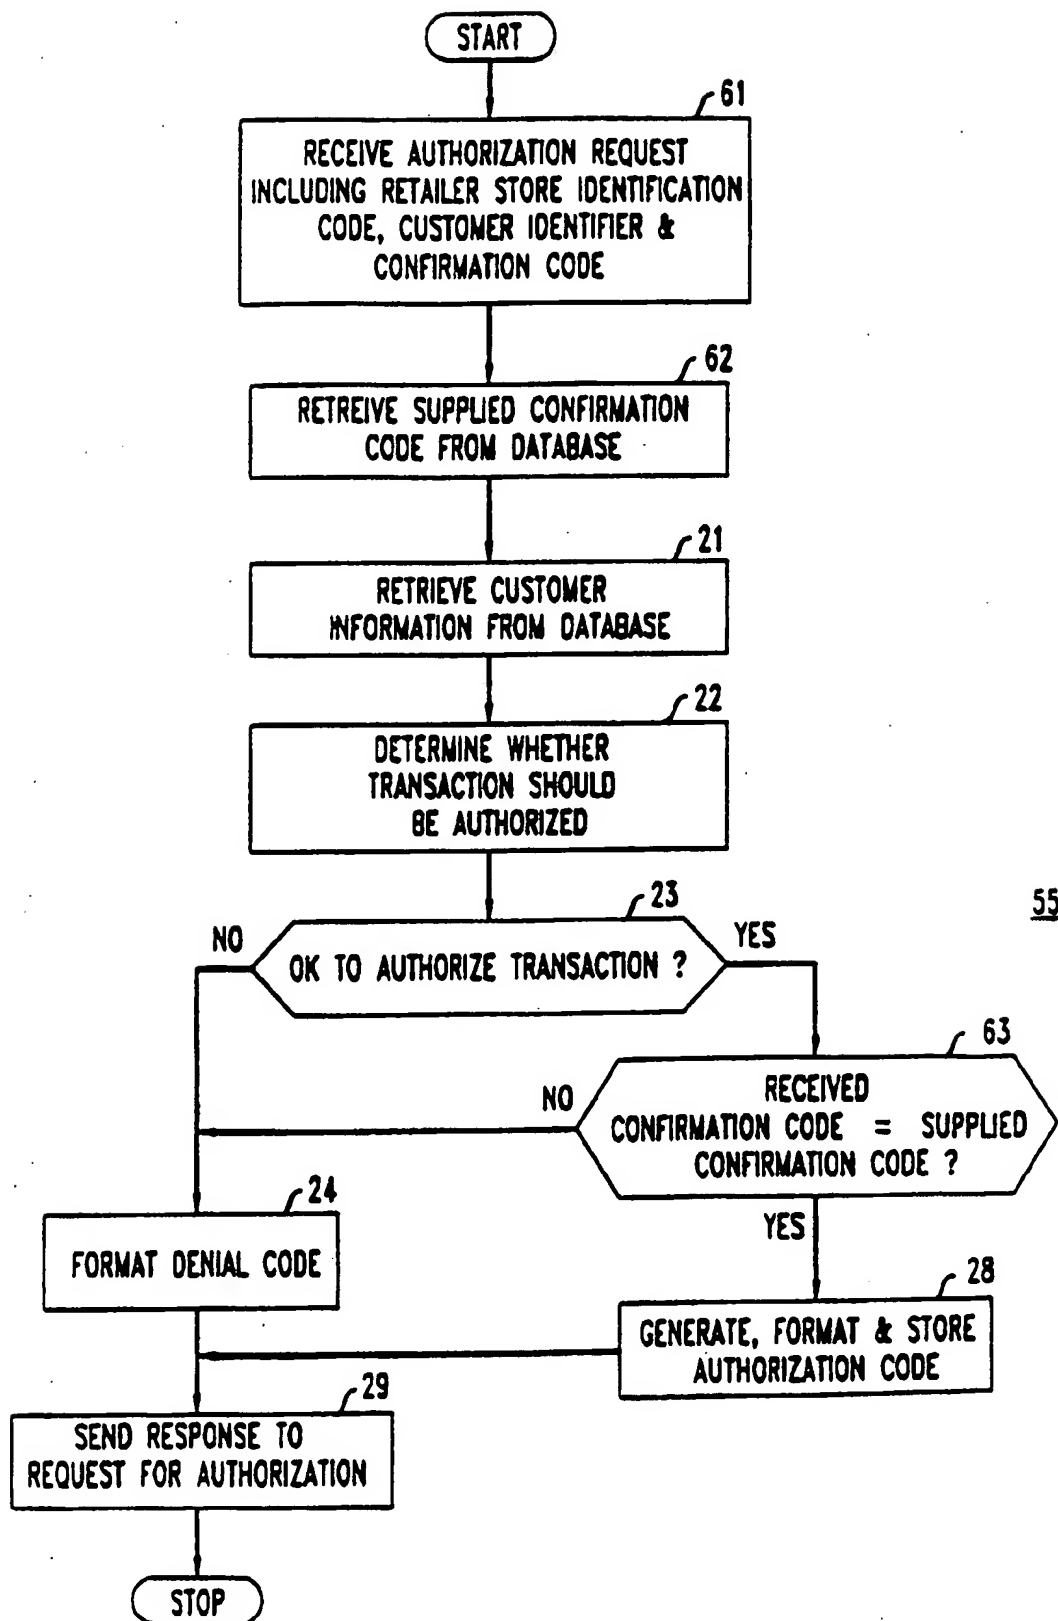 START
61
RECEIVE AUTHORIZATION REQUEST
INCLUDING RETAILER STORE IDENTIFICATION
CODE, CUSTOMER IDENTIFIER &
CONFIRMATION CODE
62
RETREIVE SUPPLIED CONFIRMATION
CODE FROM DATABASE
21
RETRIEVE CUSTOMER
INFORMATION FROM DATABASE
22
DETERMINE WHETHER
TRANSACTION SHOULD
BE AUTHORIZED
23
55
NO
YES
OK TO AUTHORIZE TRANSACTION ?
63
NO
RECEIVED
CONFIRMATION CODE = SUPPLIED
CONFIRMATION CODE ?
24
YES
FORMAT DENIAL CODE
28
GENERATE, FORMAT & STORE
AUTHORIZATION CODE
29
SEND RESPONSE TO
REQUEST FOR AUTHORIZATION
STOP